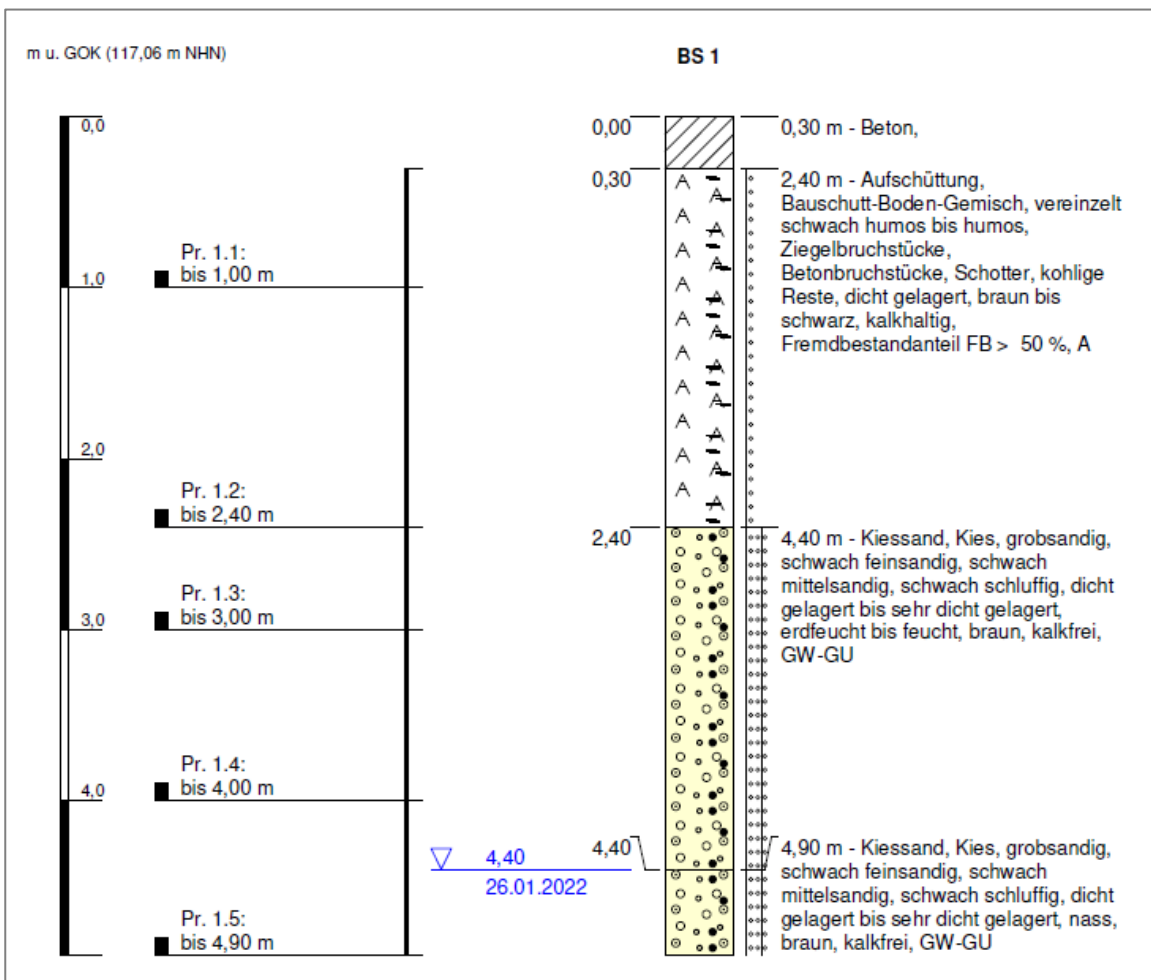 m u. GOK (117,06 m NHN)
BS 1
0,0
1,0
2,0
3,0
4,0
Pr. 1.1:
bis 1,00 m
Pr. 1.2:
bis 2,40 m
Pr. 1.3:
bis 3,00 m
Pr. 1.4:
bis 4,00 m
Pr. 1.5:
bis 4,90 m
4,40
26.01.2022
0,00
0,30
2,40
4,40
0,30 m - Beton,
2,40 m - Aufschüttung,
Bauschutt-Boden-Gemisch, vereinzelt
schwach humos bis humos,
Ziegelbruchstücke,
Betonbruchstücke, Schotter, kohlige
Reste, dicht gelagert, braun bis
schwarz, kalkhaltig,
Fremdbestandanteil FB > 50 %, A
4,40 m - Kiessand, Kies, grobsandig,
schwach feinsandig, schwach
mittelsandig, schwach schluffig, dicht
gelagert bis sehr dicht gelagert,
erdfeucht bis feucht, braun, kalkfrei,
GW-GU
4,90 m - Kiessand, Kies, grobsandig,
schwach feinsandig, schwach
mittelsandig, schwach schluffig, dicht
gelagert bis sehr dicht gelagert, nass,
braun, kalkfrei, GW-GU